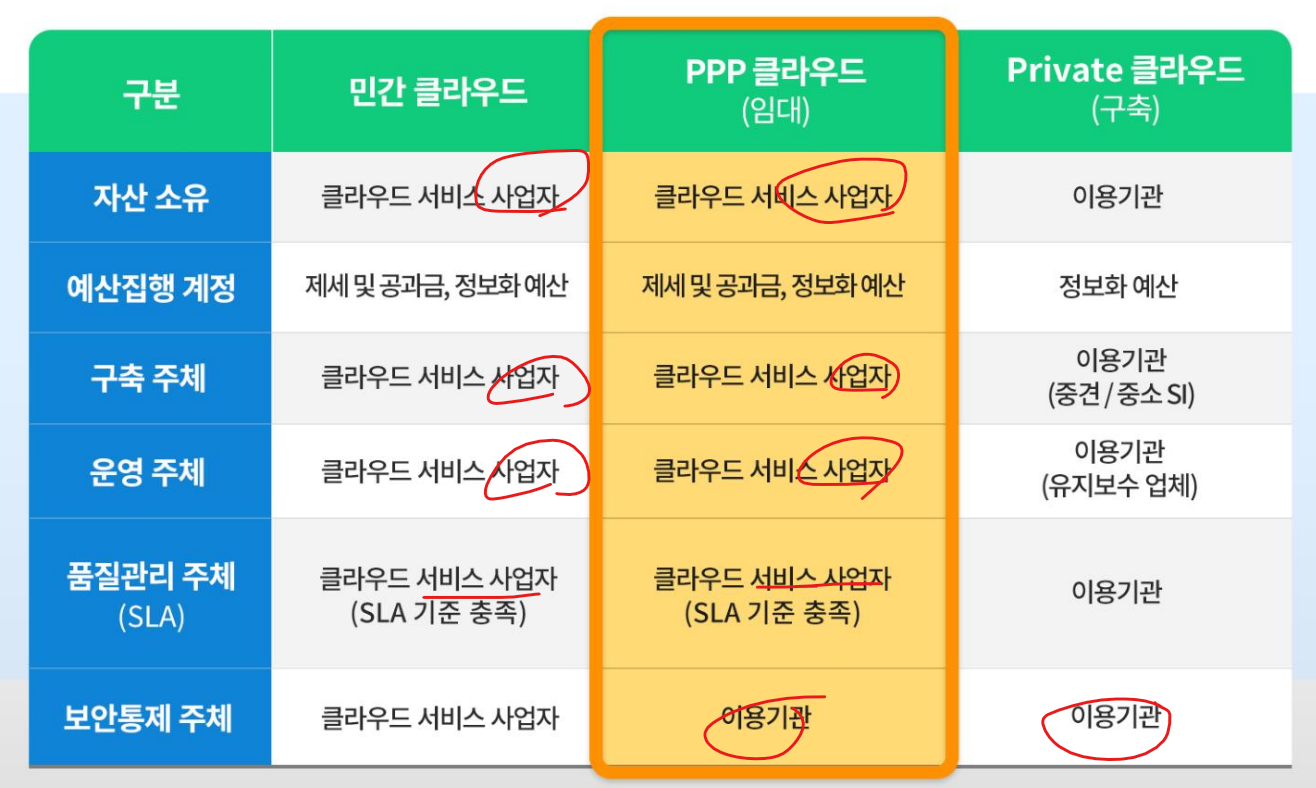 구분
민간 클라우드
PPP 클라우드
(임대)
Private 클라우드
(구축)
자산 소유
클라우드 서비스 사업자
클라우드 서비스 사업자
이용기관
예산집행 계정
제세 및 공과금, 정보화 예산
제세 및 공과금, 정보화 예산
정보화 예산
구축 주체
클라우드 서비스 사업자
클라우드 서비스 사업자
이용기관
(중견 / 중소 SI)
운영 주체
클라우드 서비스 사업자
클라우드 서비스 사업자
이용기관
(유지보수 업체)
품질관리 주체
(SLA)
클라우드 서비스 사업자
(SLA 기준 충족)
클라우드 서비스 사업자
(SLA 기준 충족)
이용기관
보안통제 주체
클라우드 서비스 사업자
이용기관
이용기관